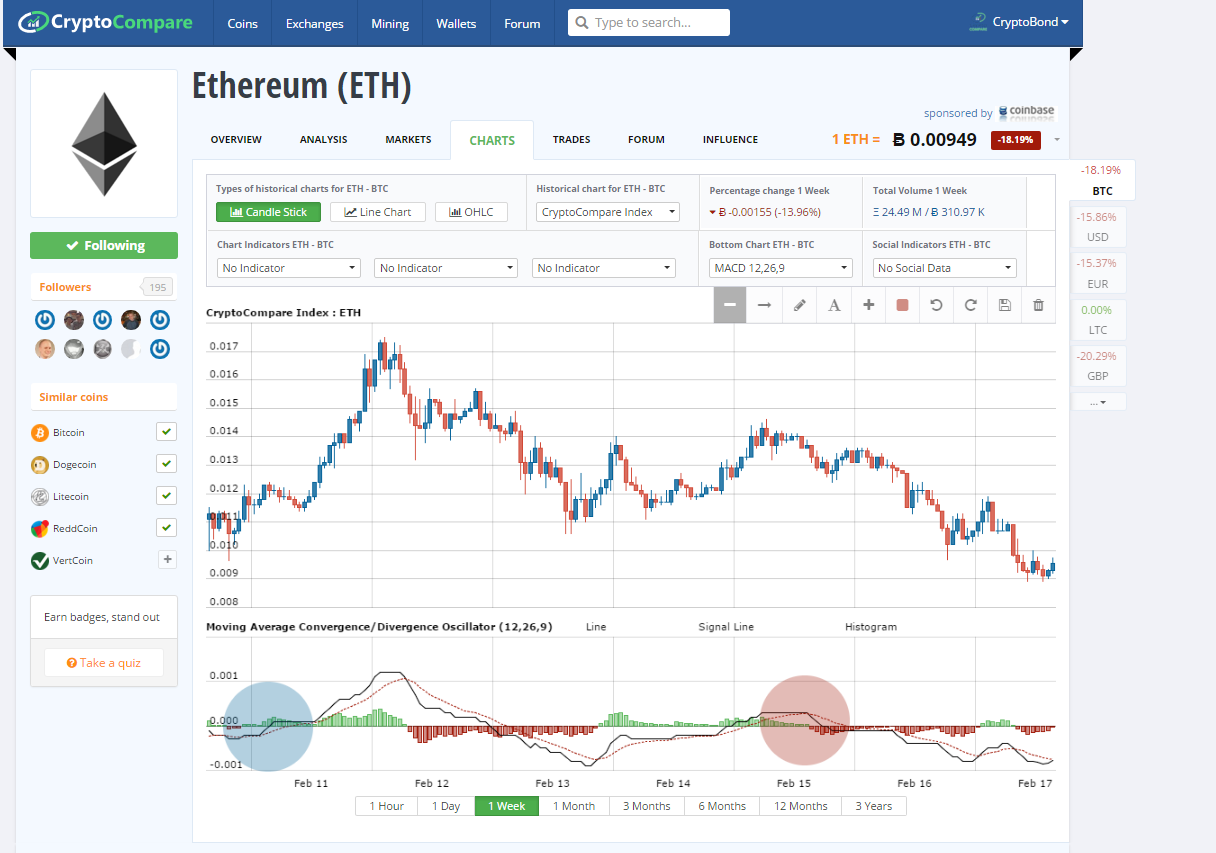 CryptoCompare Coins Exchanges Mining Wallets Forum Type to search... CryptoBond
Ethereum (ETH)
sponsored by coinbase
OVERVIEW ANALYSIS MARKETS CHARTS TRADES FORUM INFLUENCE 1 ETH = Ƀ 0.00949 -18.19%
Following
Followers 195
Similar coins
Bitcoin
Dogecoin
Litecoin
ReddCoin
VertCoin +
Earn badges, stand out
Take a quiz
Types of historical charts for ETH - BTC
Candle Stick Line Chart OHLC
Historical chart for ETH - BTC
CryptoCompare Index
Percentage change 1 Week
Ƀ -0.00155 (-13.96%)
Total Volume 1 Week
Ξ 24.49 M / Ƀ 310.97 K
Chart Indicators ETH - BTC
No Indicator No Indicator No Indicator
Bottom Chart ETH - BTC
MACD 12,26,9
Social Indicators ETH - BTC
No Social Data
A
CryptoCompare Index : ETH
0.017
0.016
0.015
0.014
0.013
0.012
0.011
0.010
0.009
0.008
Moving Average Convergence/Divergence Oscillator (12,26,9) Line Signal Line Histogram
0.001
0.000
-0.001
Feb 11 Feb 12 Feb 13 Feb 14 Feb 15 Feb 16 Feb 17
1 Hour 1 Day 1 Week 1 Month 3 Months 6 Months 12 Months 3 Years
-18.19%
BTC
-15.86%
USD
-15.37%
EUR
0.00%
LTC
-20.29%
GBP
...